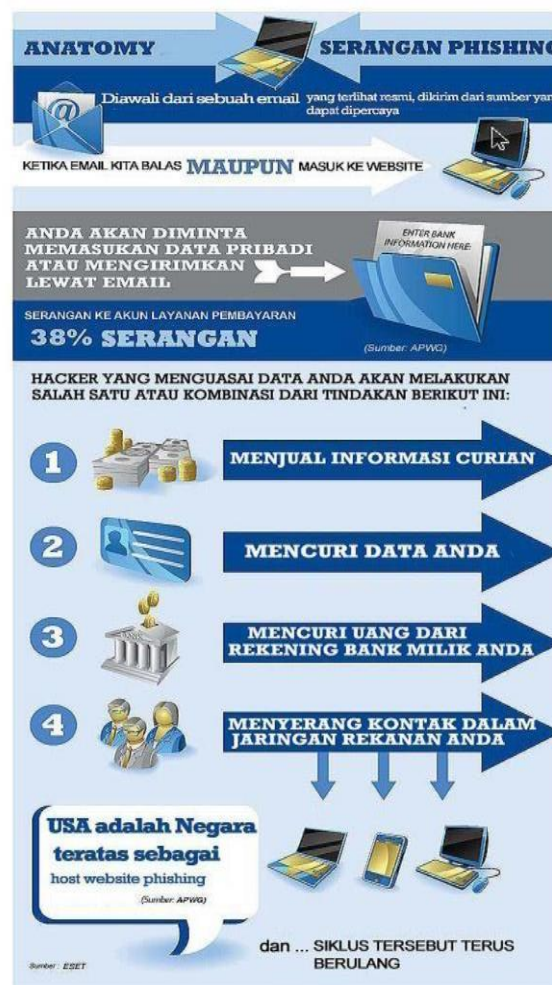 ANATOMY SERANGAN PHISHING
@
Diawali dari sebuah email yang terlihat resmi, dikirim dari sumber yang
dapat dipercaya
KETIKA EMAIL KITA BALAS MAUPUN MASUK KE WEBSITE
ANDA AKAN DIMINTA
MEMASUKAN DATA PRIBADI
ATAU MENGIRIMKAN
LEWAT EMAIL
ENTER BANK
INFORMATION HERE:
SERANGAN KE AKUN LAYANAN PEMBAYARAN
38% SERANGAN
(Sumber: APWG)
HACKER YANG MENGUASAI DATA ANDA AKAN MELAKUKAN
SALAH SATU ATAU KOMBINASI DARI TINDAKAN BERIKUT INI:
1
MENJUAL INFORMASI CURIAN
2
MENCURI DATA ANDA
3
BANK
MENCURI UANG DARI
REKENING BANK MILIK ANDA
4
MENYERANG KONTAK DALAM
JARINGAN REKANAN ANDA
USA adalah Negara
teratas sebagai
host website phishing
(Sumber: APWG)
dan ... SIKLUS TERSEBUT TERUS
BERULANG
Sumber : ESET